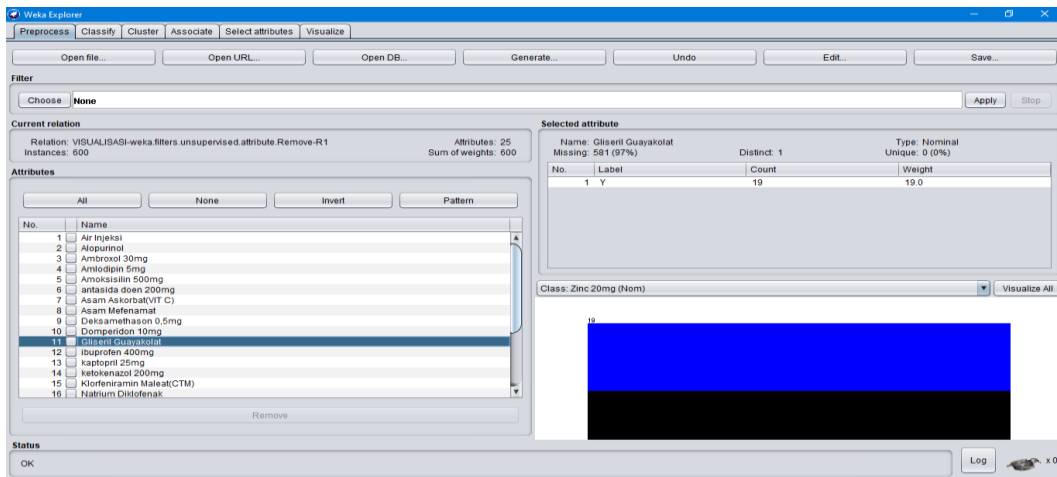 Weka Explorer
Preprocess Classify Cluster Associate Select attributes Visualize
Open file... Open URL... Open DB... Generate... Undo Edit... Save...
Filter
Choose None Apply Stop
Current relation
Relation: VISUALISASI-weka.filters.unsupervised.attribute.Remove-R1 Attributes: 25
Instances: 600 Sum of weights: 600
Attributes
All None Invert Pattern
No. Name
1 Air Injeksi
2 Alopurinol
3 Ambroxol 30mg
4 Amlodipin 5mg
5 Amoksisilin 500mg
6 antasida doen 200mg
7 Asam Askorbat(VIT C)
8 Asam Mefenamat
9 Deksamethason 0,5mg
10 Domperidon 10mg
11 Gliseril Guayakolat
12 ibuprofen 400mg
13 kaptopril 25mg
14 ketokenazol 200mg
15 Klorfeniramin Maleat(CTM)
16 Natrium Diklofenak
Remove
Selected attribute
Name: Gliseril Guayakolat Type: Nominal
Missing: 581 (97%) Distinct: 1 Unique: 0 (0%)
No. Label Count Weight
1 Y 19 19.0
Class: Zinc 20mg (Nom) Visualize All
19
Status
OK Log x 0